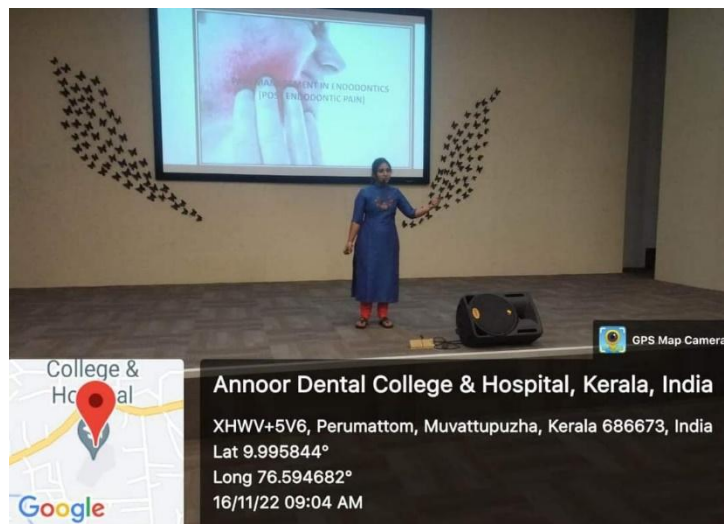 MENT IN ENDODONTICS
[POST ENDODONTIC PAIN]
GPS Map Camera
College &
Annoor Dental College & Hospital, Kerala, India
XHWV+5V6, Perumattom, Muvattupuzha, Kerala 686673, India
Lat 9.995844°
Long 76.594682°
16/11/22 09:04 AM
Google